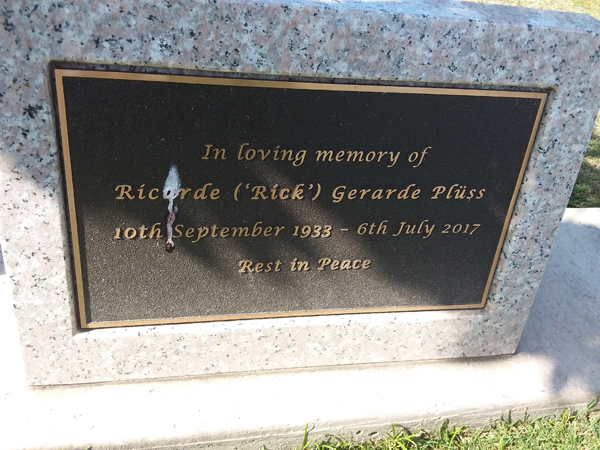 In loving memory of
Ricarde ('Rick') Gerarde Plüss
10th September 1933 - 6th July 2017
Rest in Peace